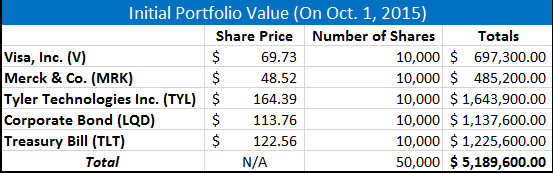 Initial Portfolio Value (On Oct. 1, 2015)
Share Price Number of Shares Totals
Visa, Inc. (V) $ 69.73 10,000 $ 697,300.00
Merck & Co. (MRK) $ 48.52 10,000 $ 485,200.00
Tyler Technologies Inc. (TYL) $ 164.39 10,000 $ 1,643,900.00
Corporate Bond (LQD) $ 113.76 10,000 $ 1,137,600.00
Treasury Bill (TLT) $ 122.56 10,000 $ 1,225,600.00
Total N/A 50,000 $ 5,189,600.00